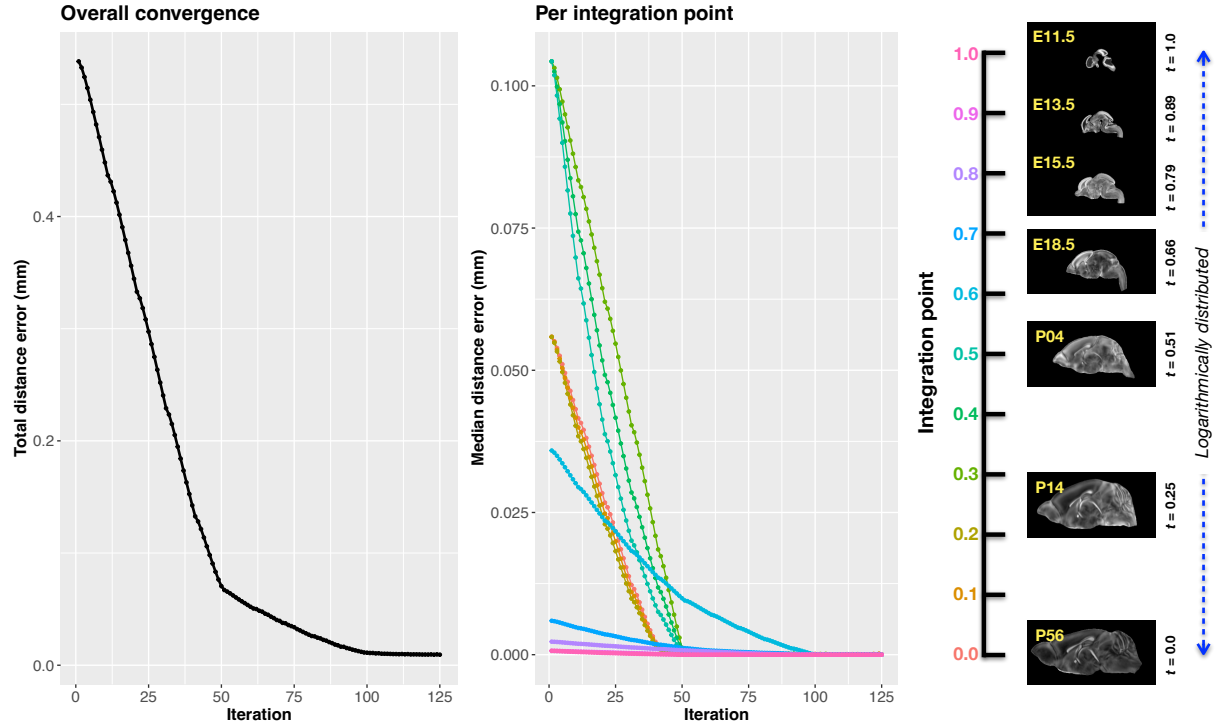 Overall convergence
Total distance error (mm)
0.4
0.2
0.0
0 25 50 75 100 125
Iteration
Per integration point
Median distance error (mm)
0.100
0.075
0.050
0.025
0.000
0 25 50 75 100 125
Iteration
Integration point
1.0
0.9
0.8
0.7
0.6
0.5
0.4
0.3
0.2
0.1
0.0
E11.5
t = 1.0
E13.5
t = 0.89
E15.5
t = 0.79
E18.5
t = 0.66
P04
t = 0.51
P14
t = 0.25
P56
t = 0.0
Logarithmically distributed